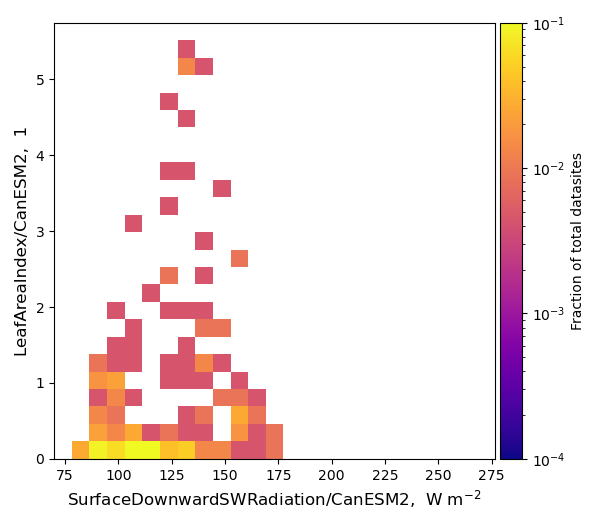 LeafAreaIndex/CanESM2,  1
5
4
3
2
1
0
75 100 125 150 175 200 225 250 275
SurfaceDownwardSWRadiation/CanESM2,  W m⁻²
10⁻¹
10⁻²
10⁻³
10⁻⁴
Fraction of total datasites